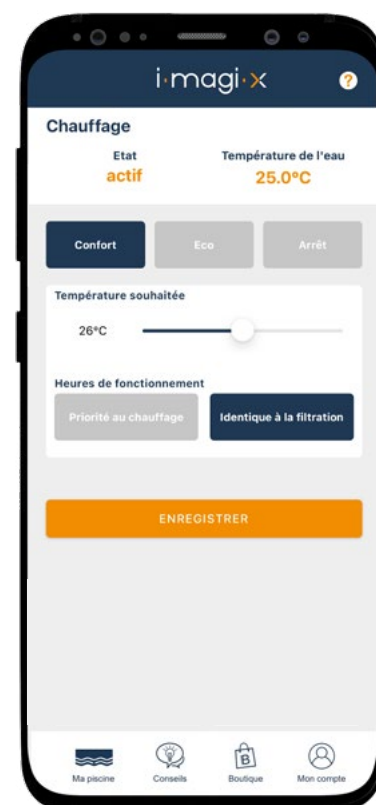 i·magi·x
?
Chauffage
Etat
actif
Température de l'eau
25.0°C
Confort
Eco
Arrêt
Température souhaitée
26°C
Heures de fonctionnement
Priorité au chauffage
Identique à la filtration
ENREGISTRER
B
Ma piscine
Conseils
Boutique
Mon compte